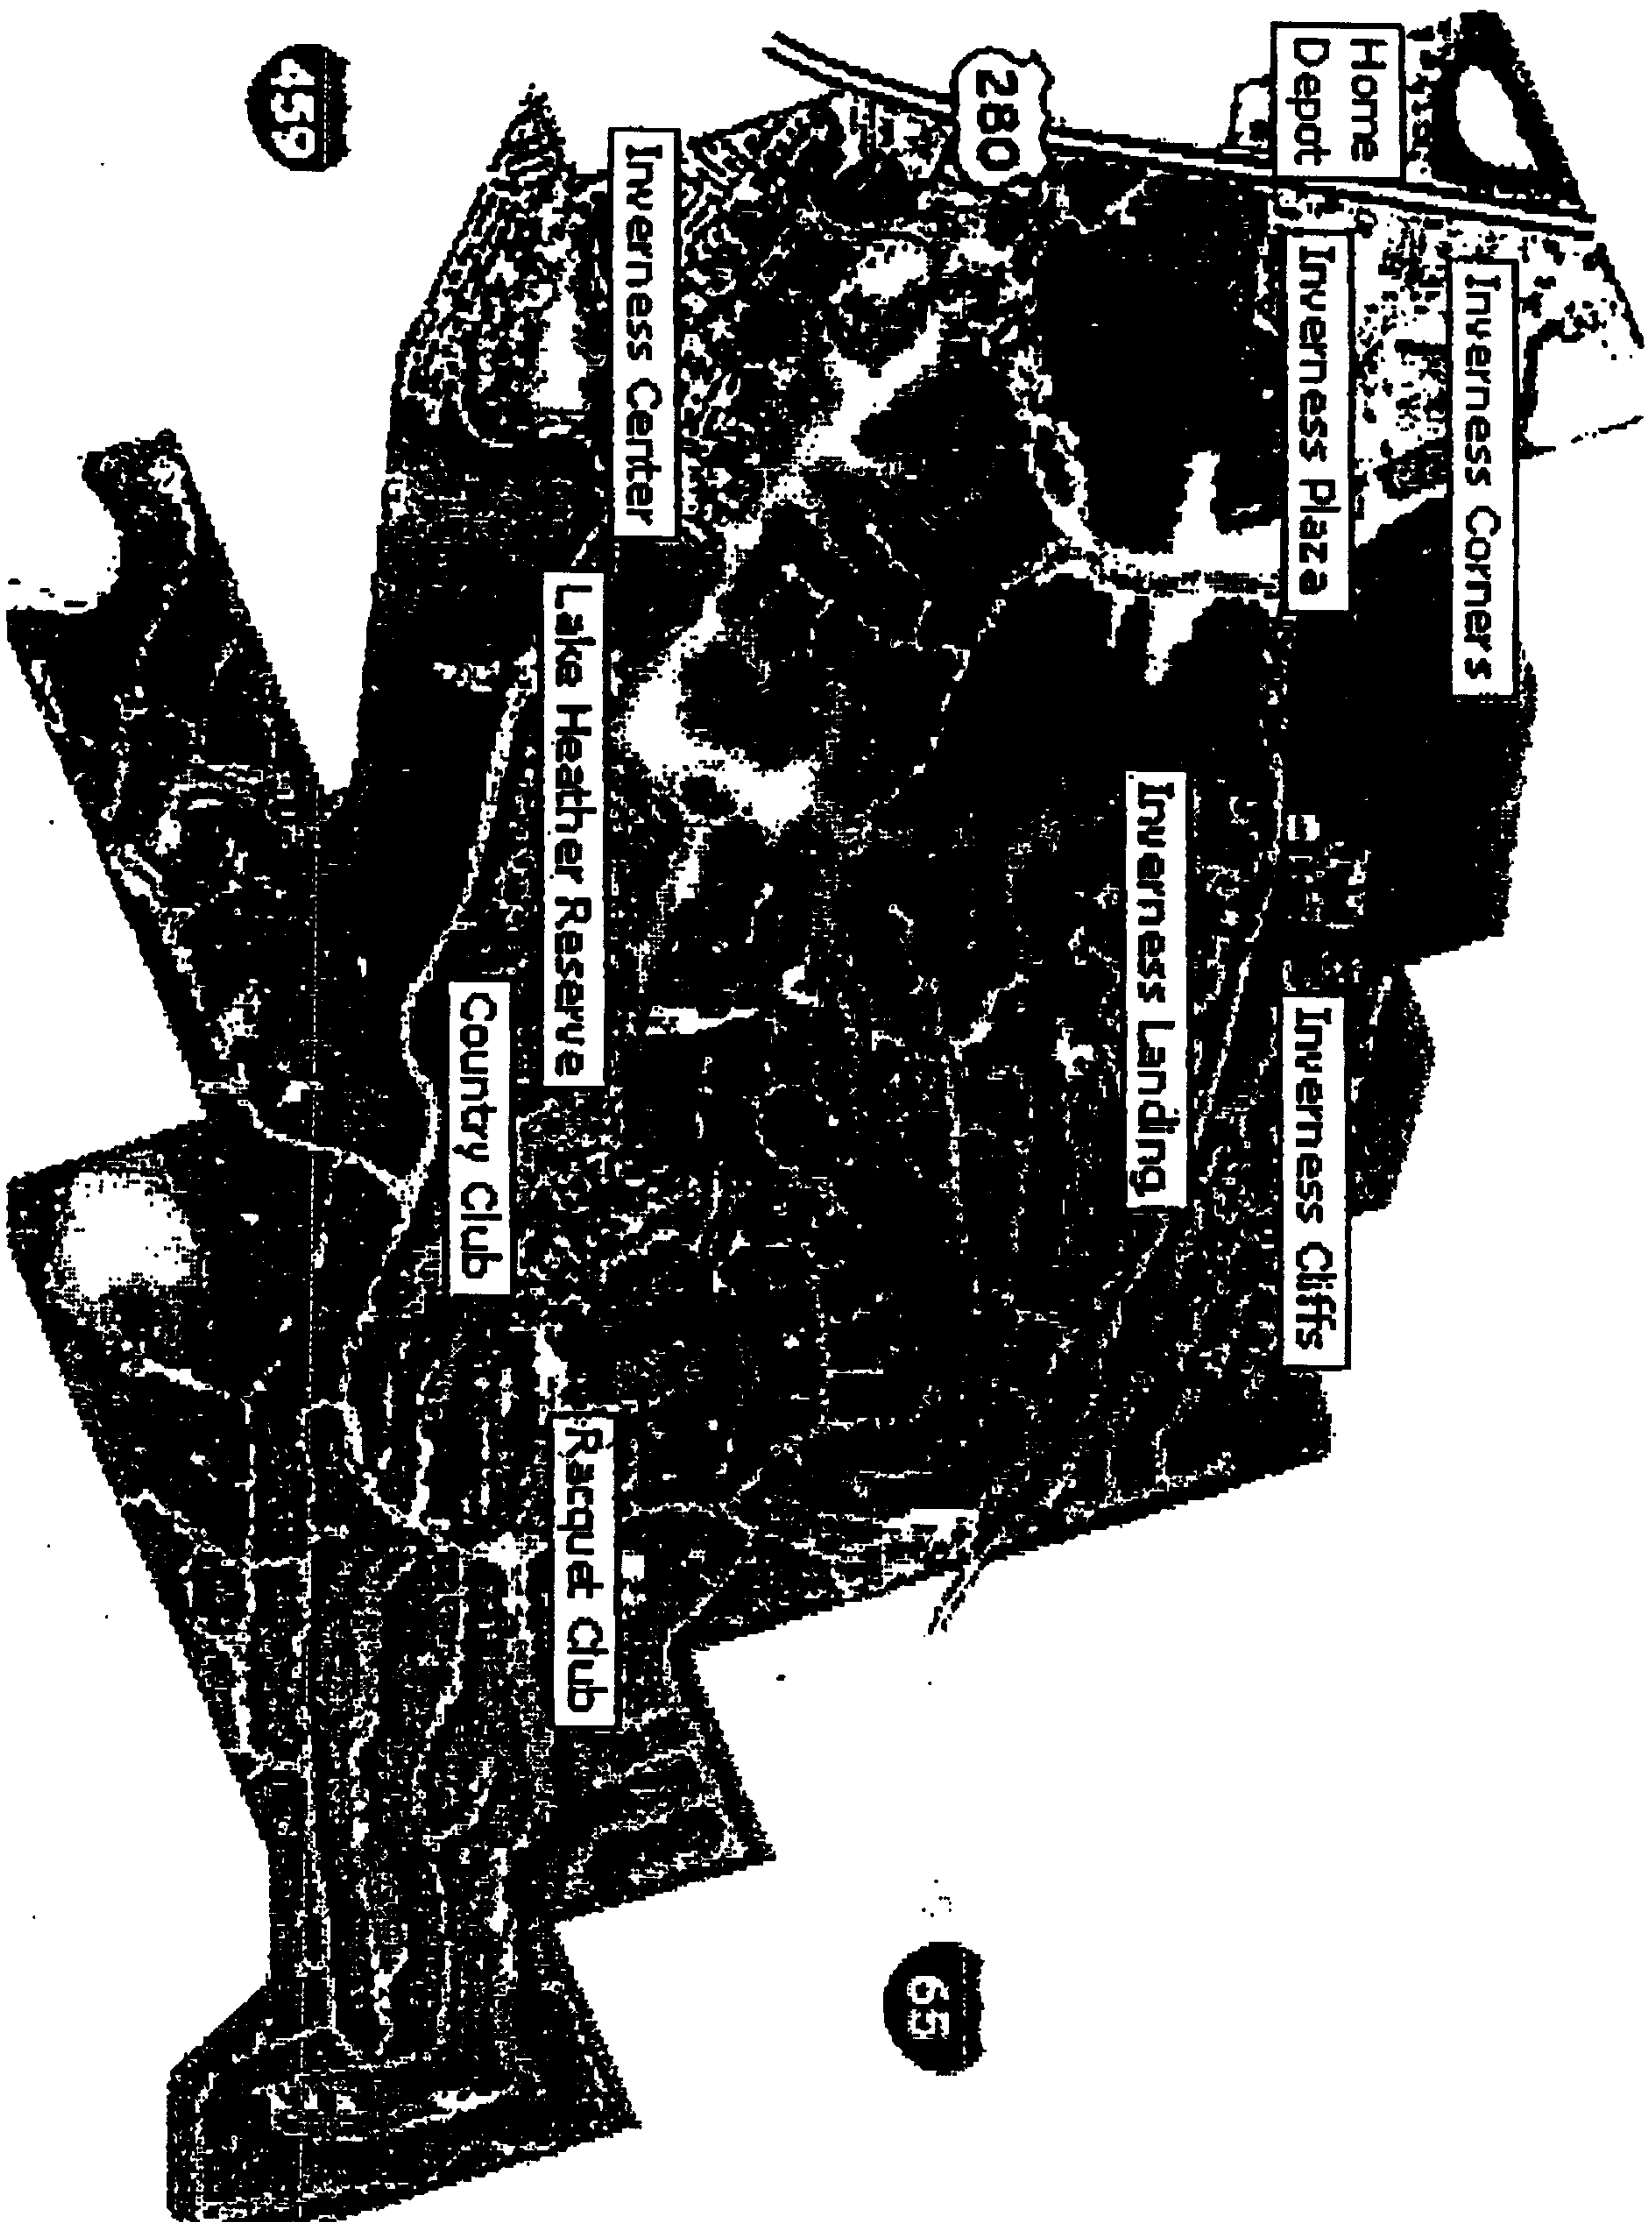 Home
Depot
Inverness Corners
Inverness Plaza
Inverness Cliffs
Inverness Landing
280
65
Inverness Center
Lake Heather Reserve
Racquet Club
Country Club
459